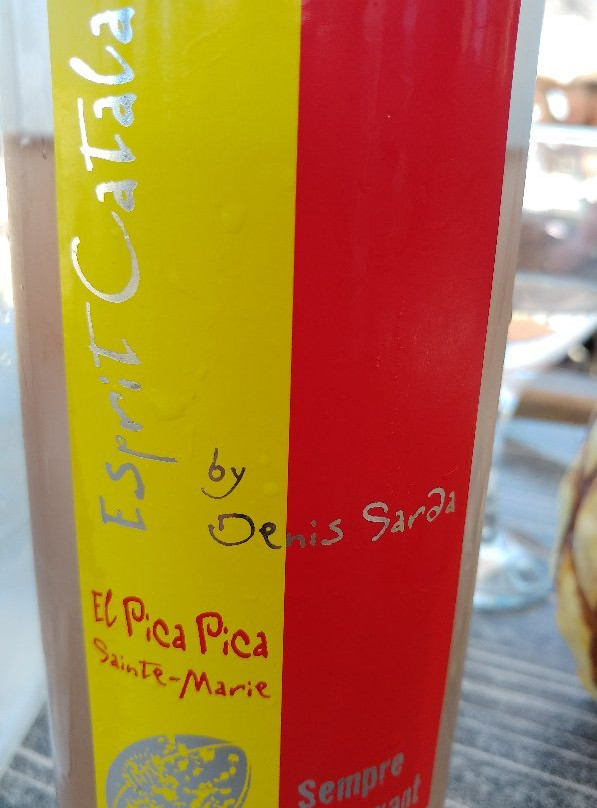 Esprit Catala
by
Denis Sarda
El Pica Pica
Sainte-Marie
Sempre